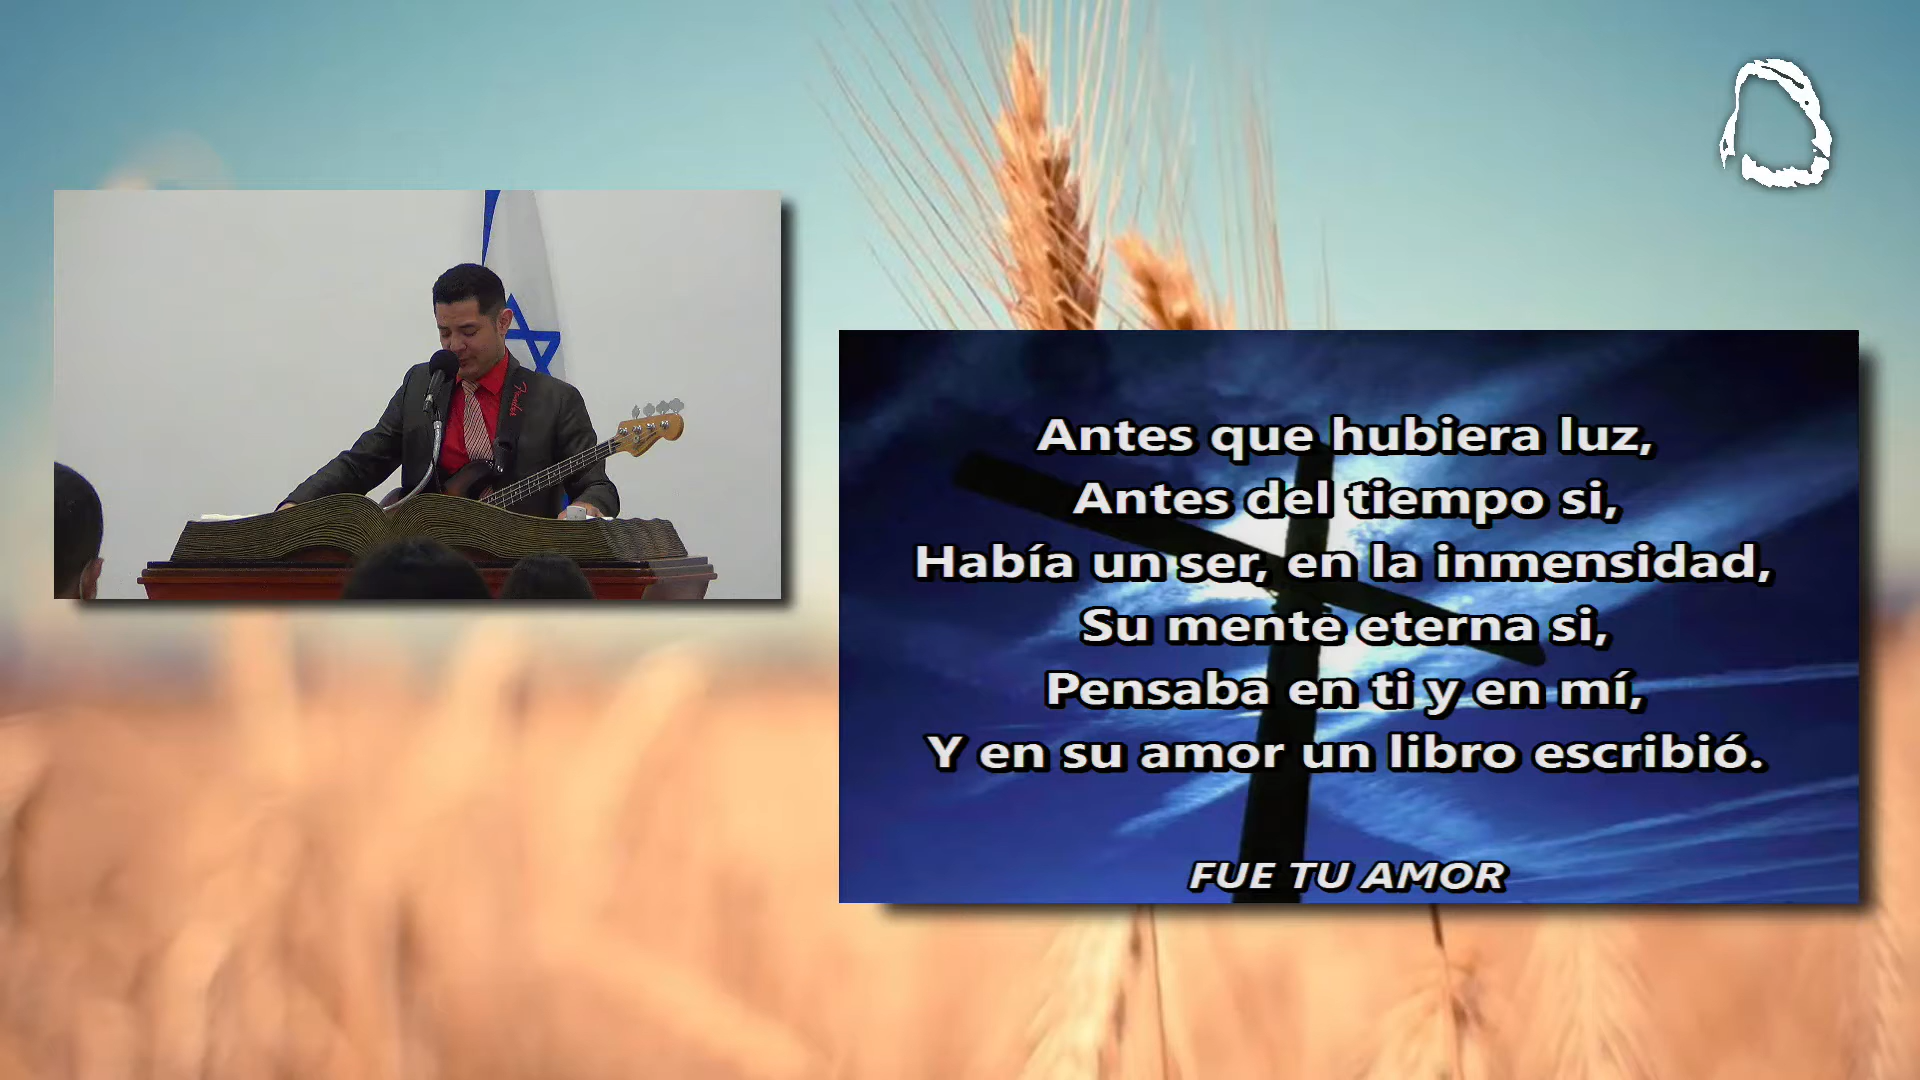 Fender
Antes que hubiera luz,
Antes del tiempo si,
Había un ser, en la inmensidad,
Su mente eterna si,
Pensaba en ti y en mí,
Y en su amor un libro escribió.
FUE TU AMOR